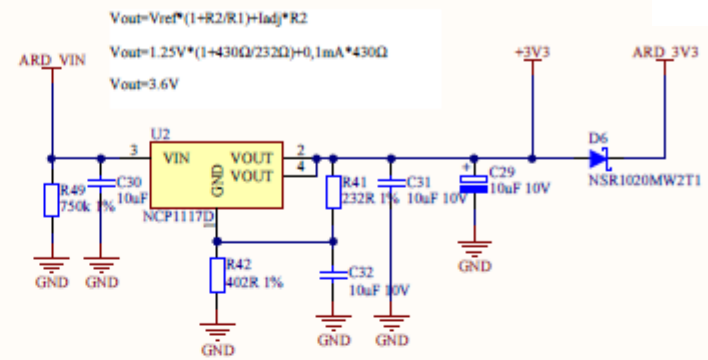 Vout=Vref*(1+R2/R1)+Iadj*R2
Vout=1.25V*(1+430Ω/232Ω)+0,1mA*430Ω
Vout=3.6V
ARD_VIN
+3V3
ARD_3V3
U2
3
VIN
GND
VOUT
VOUT
2
4
1
NCP1117D
R49
750k 1%
C30
10uF
R41
232R 1%
C31
10uF 10V
C29
10uF 10V
+
D6
NSR1020MW2T1
R42
402R 1%
C32
10uF 10V
GND
GND
GND
GND
GND
GND